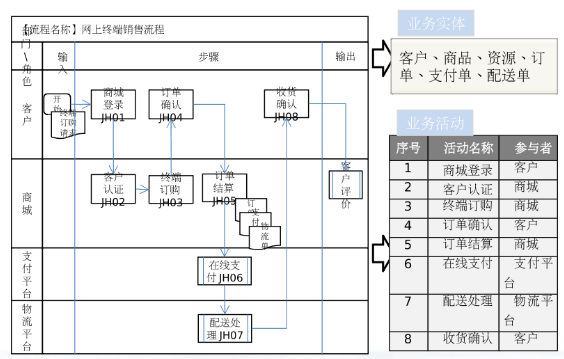 【流程名称】网上终端销售流程
部门\角色
输入
步骤
输出
客户
开始
终端
订购
请求
商城
登录
JH01
订单
确认
JH04
收货
确认
JH08
商城
客户
认证
JH02
终端
订购
JH03
订单
结算
JH05
订
支付
物流
单
客户评价
支付平台
在线支
付JH06
物流平台
配送处
理JH07
业务实体
客户、商品、资源、订
单、支付单、配送单
业务活动
序号 活动名称 参与者
1 商城登录 客户
2 客户认证 商城
3 终端订购 商城
4 订单确认 客户
5 订单结算 商城
6 在线支付 支付平
台
7 配送处理 物流平
台
8 收货确认 客户